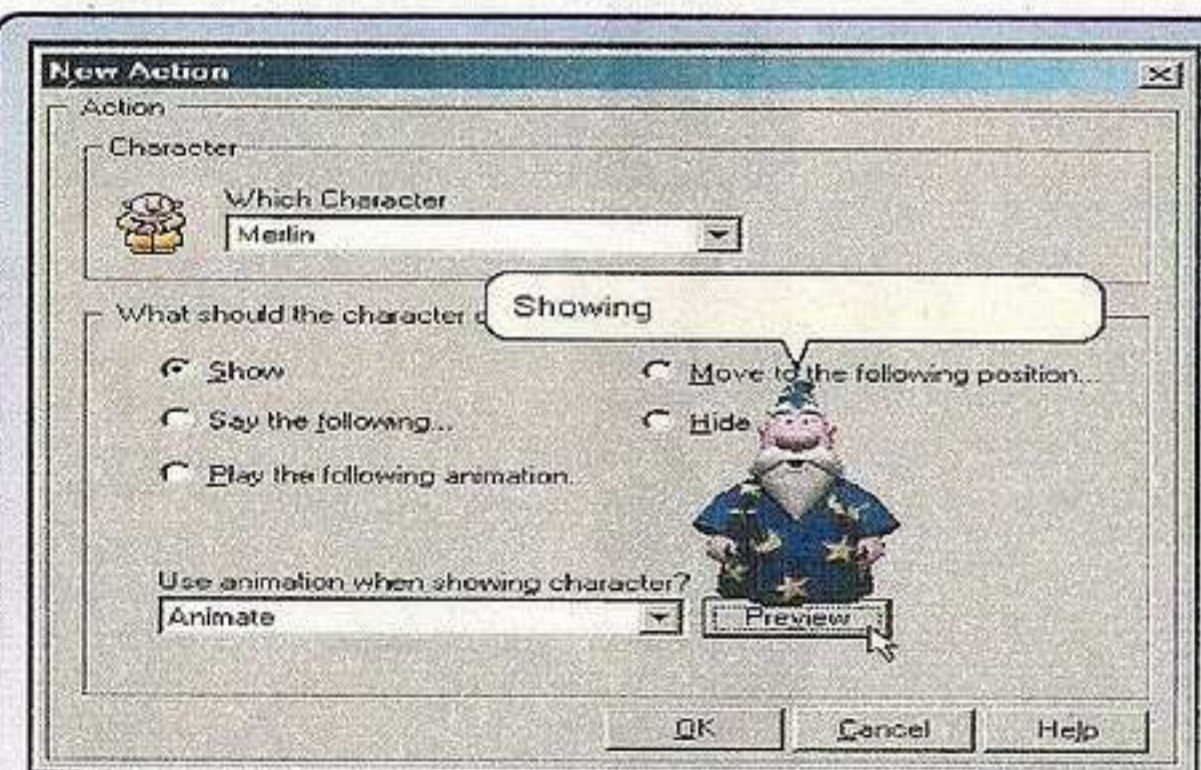 New Action
Action
Character
Which Character
Merlin
What should the character
Showing
Show
Move to the following position...
Say the following...
Hide
Play the following animation...
Use animation when showing character?
Animate
Preview
OK
Cancel
Help